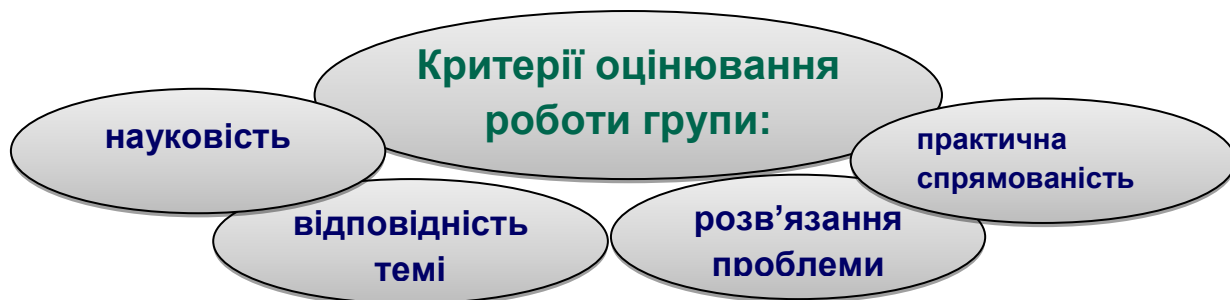 Критерії оцінювання
роботи групи:
науковість
відповідність
темі
розв’язання
проблеми
практична
спрямованість